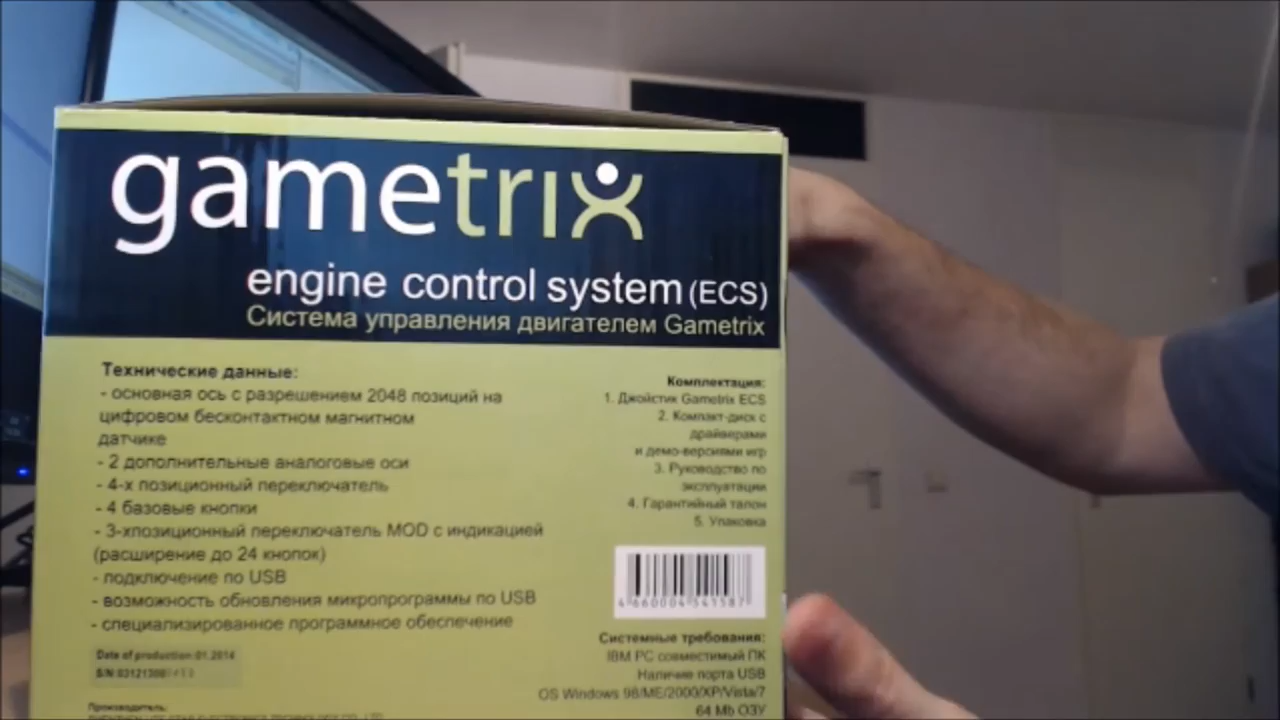 gametrix
engine control system (ECS)
Система управления двигателем Gametrix
Технические данные:
- основная ось с разрешением 2048 позиций на
цифровом бесконтактном магнитном
датчике
- 2 дополнительные аналоговые оси
- 4-х позиционный переключатель
- 4 базовые кнопки
- 3-хпозиционный переключатель MOD с индикацией
(расширение до 24 кнопок)
- подключение по USB
- возможность обновления микропрограммы по USB
- специализированное программное обеспечение
Date of production:01.2014
Производитель:
Комплектация:
1. Джойстик Gametrix ECS
2. Компакт-диск с
драйверами
и демо-версиями игр
3. Руководство по
эксплуатации
4. Гарантийный талон
5. Упаковка
4 660004 541587
Системные требования:
IBM PC совместимый ПК
Наличие порта USB
OS Windows 98/ME/2000/XP/Vista/7
64 Mb ОЗУ